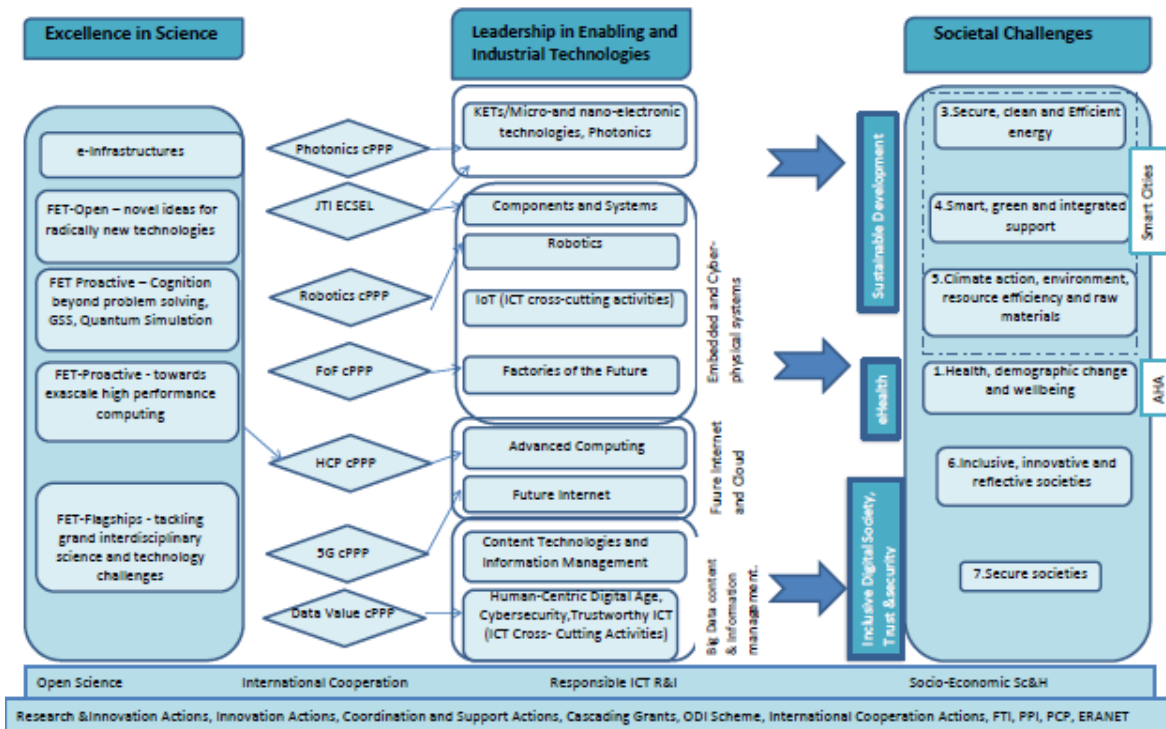 Excellence in Science
Leadership in Enabling and
Industrial Technologies
Societal Challenges
e-Infrastructures
FET-Open – novel ideas for
radically new technologies
FET Proactive – Cognition
beyond problem solving,
GSS, Quantum Simulation
FET-Proactive - towards
exascale high performance
computing
FET-Flagships - tackling
grand interdisciplinary
science and technology
challenges
Photonics cPPP
JTI ECSEL
Robotics cPPP
FoF cPPP
HCP cPPP
5G cPPP
Data Value cPPP
KETs/Micro-and nano-electronic
technologies, Photonics
Components and Systems
Robotics
IoT (ICT cross-cutting activities)
Factories of the Future
Advanced Computing
Future Internet
Content Technologies and
Information Management
Human-Centric Digital Age,
Cybersecurity,Trustworthy ICT
(ICT Cross- Cutting Activities)
Embedded and Cyber-
physical systems
Fuure Internet
and Cloud
Big Data content
& Information
management.
Sustainable Development
eHealth
Inclusive Digital Society,
Trust &security
3.Secure, clean and Efficient
energy
4.Smart, green and integrated
support
5.Climate action, environment,
resource efficiency and raw
materials
1.Health, demographic change
and wellbeing
6.Inclusive, innovative and
reflective societies
7.Secure societies
Smart Cities
AHA
Open Science
International Cooperation
Responsible ICT R&I
Socio-Economic Sc&H
Research &Innovation Actions, Innovation Actions, Coordination and Support Actions, Cascading Grants, ODI Scheme, International Cooperation Actions, FTI, PPI, PCP, ERANET